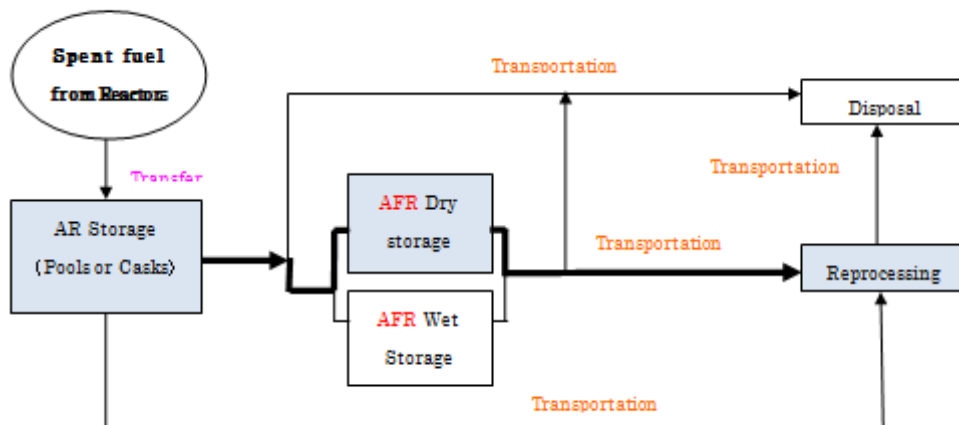 Spent fuel
from Reactors
Transfer
AR Storage
(Pools or Casks)
Transportation
Disposal
Transportation
AFR Dry
storage
Transportation
Reprocessing
AFR Wet
Storage
Transportation